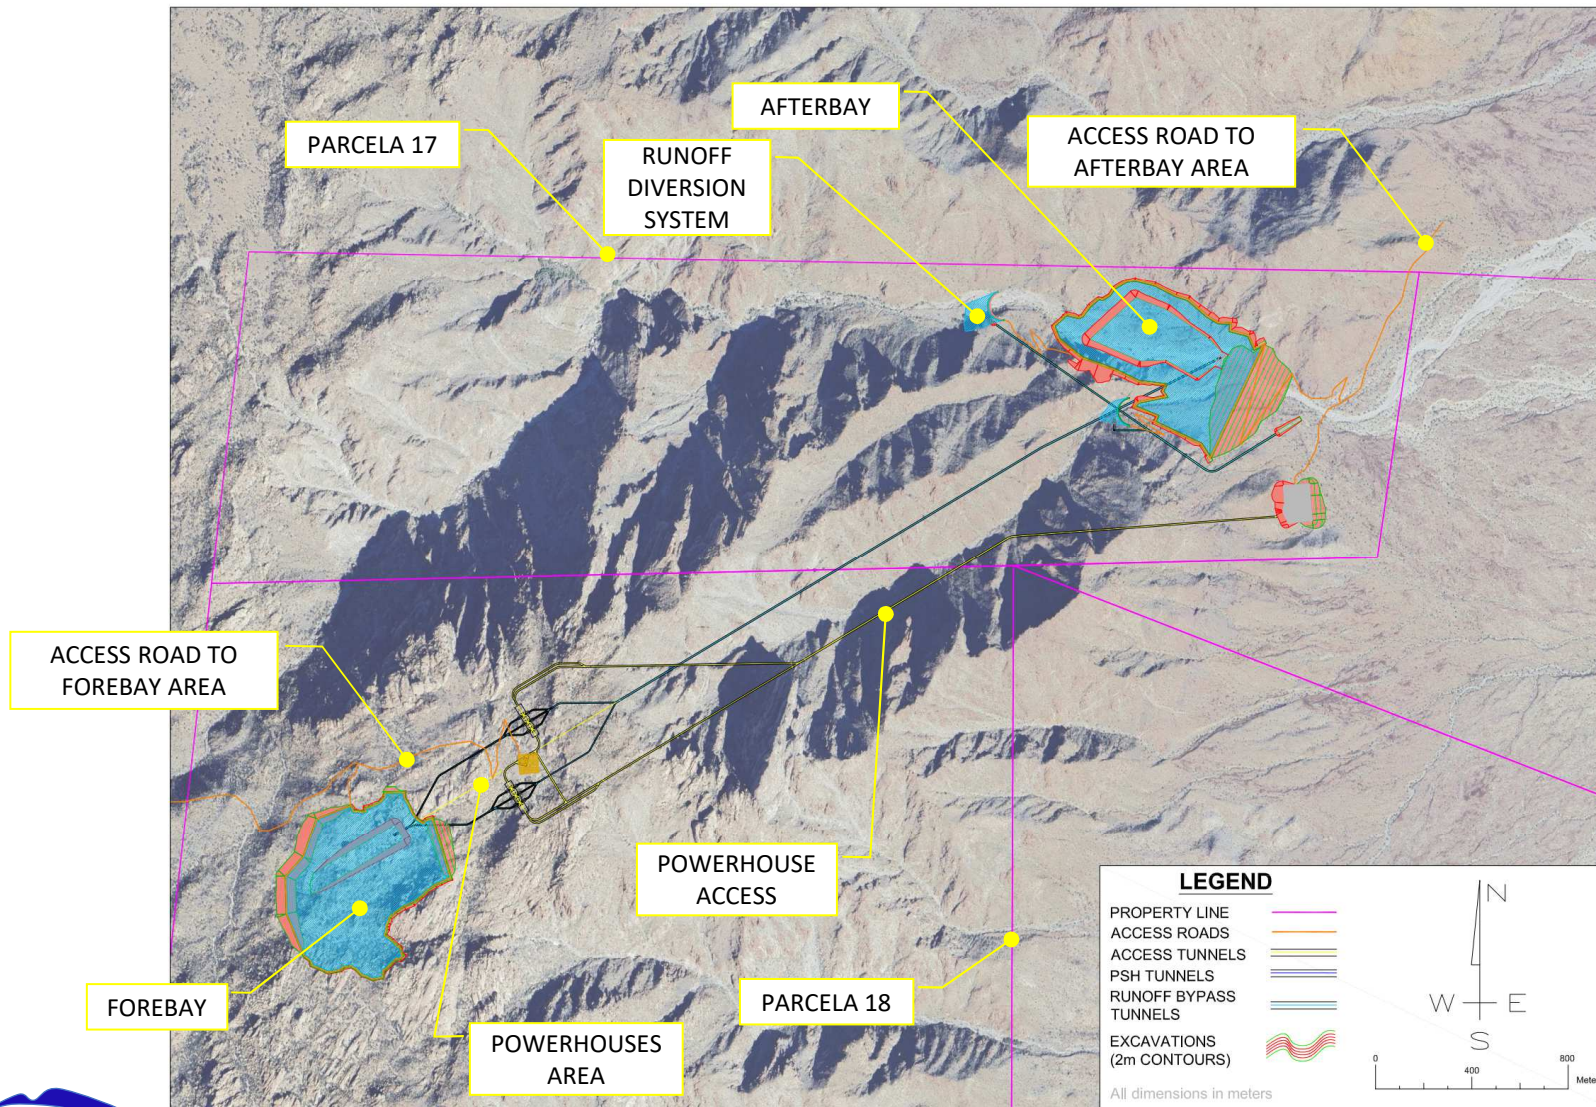 AFTERBAY
PARCELA 17
ACCESS ROAD TO
AFTERBAY AREA
RUNOFF
DIVERSION
SYSTEM
ACCESS ROAD TO
FOREBAY AREA
POWERHOUSE
ACCESS
FOREBAY
PARCELA 18
POWERHOUSES
AREA
LEGEND
PROPERTY LINE
ACCESS ROADS
ACCESS TUNNELS
PSH TUNNELS
RUNOFF BYPASS
TUNNELS
EXCAVATIONS
(2m CONTOURS)
All dimensions in meters
N
W E
S
0 800
400
Mete